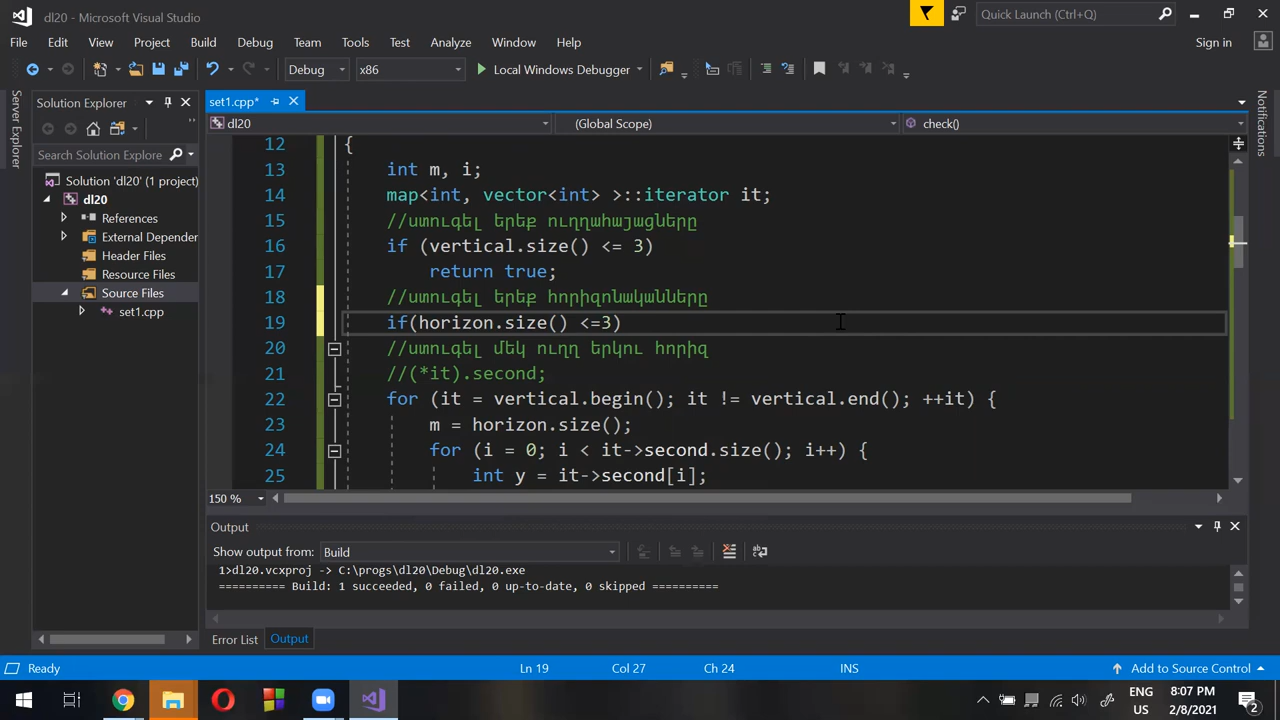 dl20 - Microsoft Visual Studio
Quick Launch (Ctrl+Q)
File Edit View Project Build Debug Team Tools Test Analyze Window Help
Sign in
Debug x86 Local Windows Debugger
Server Explorer
Solution Explorer
Search Solution Explore
Solution 'dl20' (1 project)
dl20
References
External Depender
Header Files
Resource Files
Source Files
set1.cpp
set1.cpp*
dl20 (Global Scope) check()
Notifications
12 {
13 int m, i;
14 map<int, vector<int> >::iterator it;
15 //ստուգել երեք ուղղահայացները
16 if (vertical.size() <= 3)
17 return true;
18 //ստուգել երեք հորիզոնականները
19 if(horizon.size() <=3)
20 //ստուգել մեկ ուղղ երկու հորիզ
21 //(*it).second;
22 for (it = vertical.begin(); it != vertical.end(); ++it) {
23 m = horizon.size();
24 for (i = 0; i < it->second.size(); i++) {
25 int y = it->second[i];
150 %
Output
Show output from: Build
1>dl20.vcxproj -> C:\progs\dl20\Debug\dl20.exe
========== Build: 1 succeeded, 0 failed, 0 up-to-date, 0 skipped ==========
Error List Output
Ready Ln 19 Col 27 Ch 24 INS Add to Source Control
ENG
US
8:07 PM
2/8/2021
2